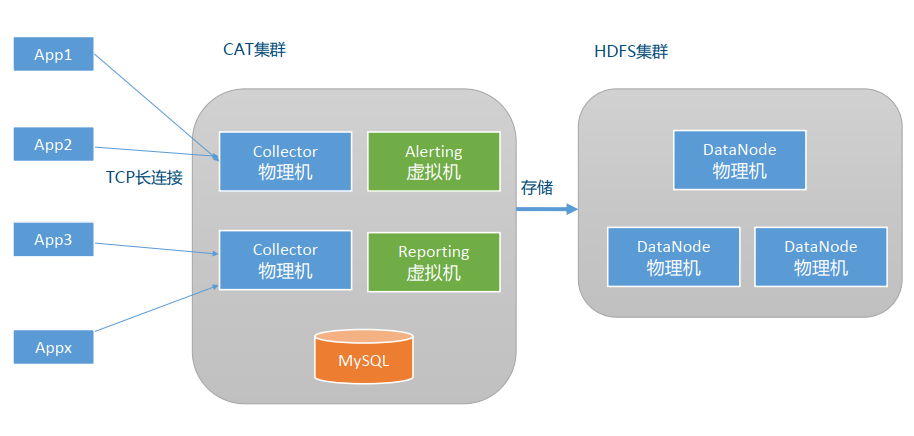 App1
App2
App3
Appx
TCP长连接
CAT集群
Collector
物理机
Alerting
虚拟机
Collector
物理机
Reporting
虚拟机
MySQL
存储
HDFS集群
DataNode
物理机
DataNode
物理机
DataNode
物理机